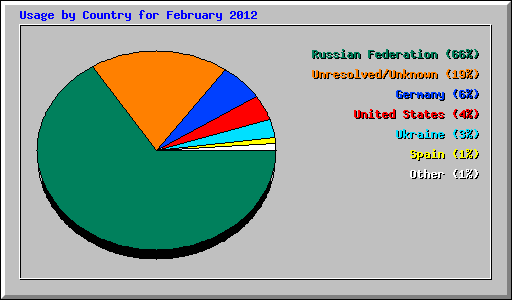 Usage by Country for February 2012
Russian Federation (66%)
Unresolved/Unknown (19%)
Germany (6%)
United States (4%)
Ukraine (3%)
Spain (1%)
Other (1%)